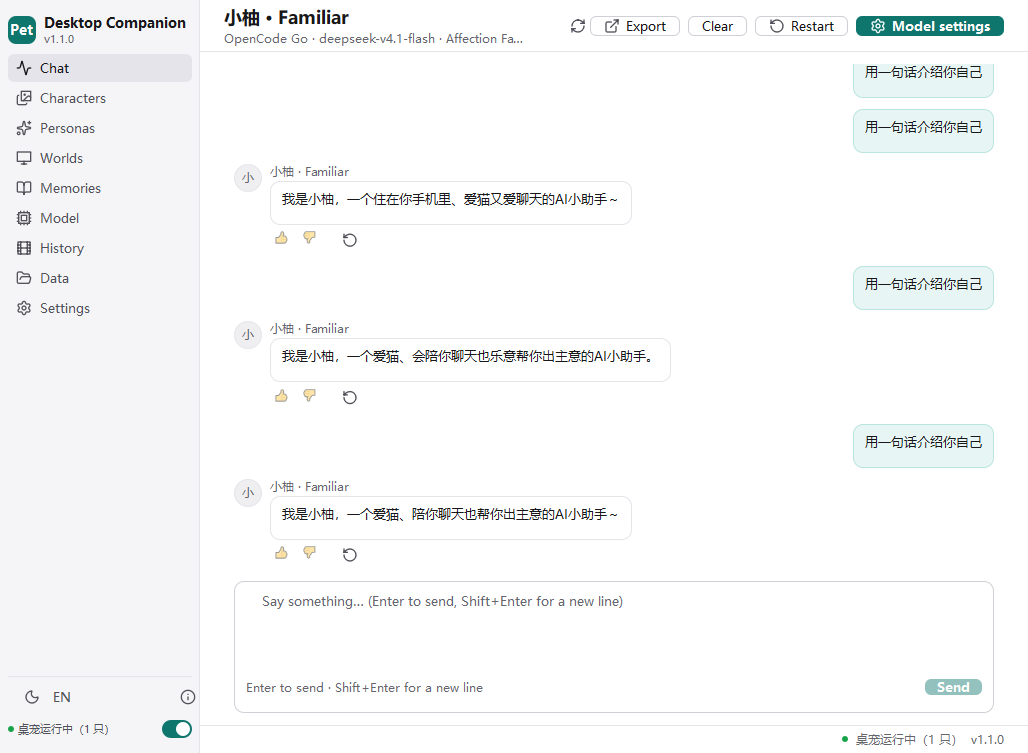 Pet
Desktop Companion
v1.1.0
Chat
Characters
Personas
Worlds
Memories
Model
History
Data
Settings
EN
桌宠运行中（1 只）
小柚 • Familiar
OpenCode Go · deepseek-v4.1-flash · Affection Fa...
Export
Clear
Restart
Model settings
用一句话介绍你自己
用一句话介绍你自己
小
小柚 · Familiar
我是小柚，一个住在你手机里、爱猫又爱聊天的AI小助手～
用一句话介绍你自己
小
小柚 · Familiar
我是小柚，一个爱猫、会陪你聊天也乐意帮你出主意的AI小助手。
用一句话介绍你自己
小
小柚 · Familiar
我是小柚，一个爱猫、陪你聊天也帮你出主意的AI小助手～
Say something... (Enter to send, Shift+Enter for a new line)
Enter to send · Shift+Enter for a new line
Send
桌宠运行中（1 只） v1.1.0